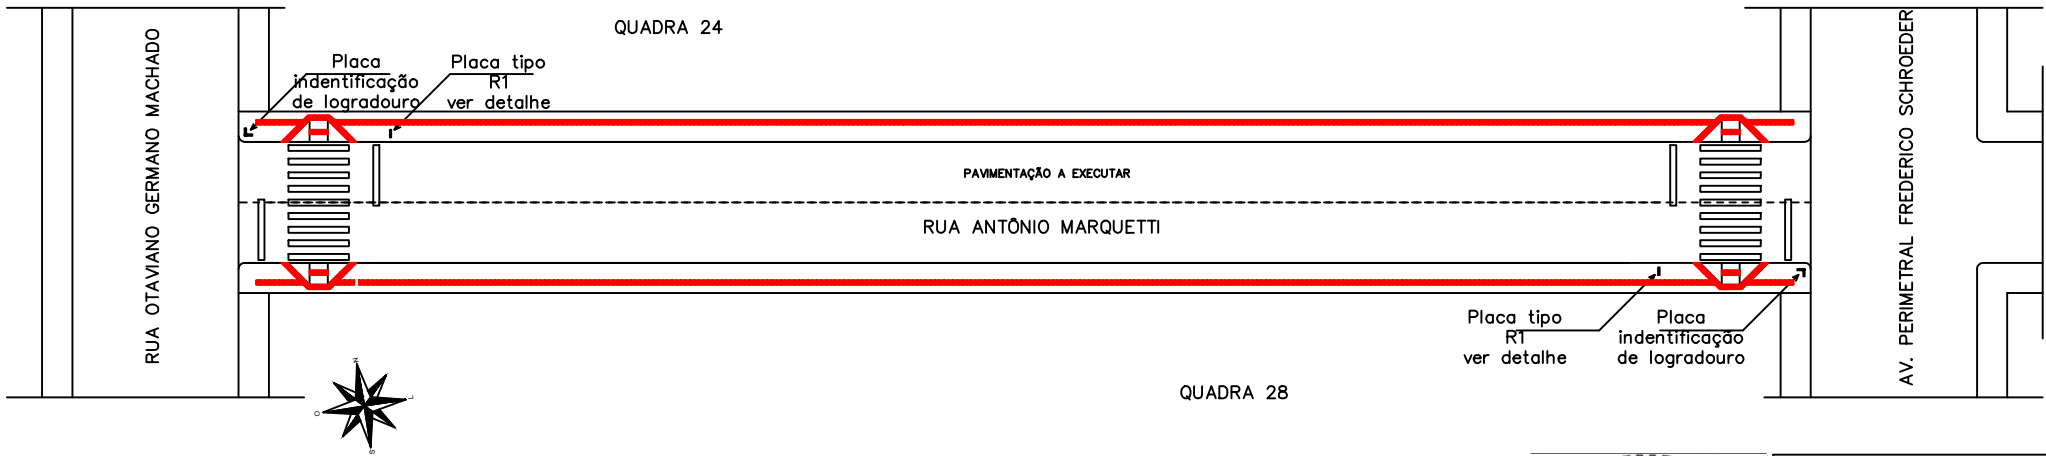 QUADRA 24
RUA OTAVIANO GERMANO MACHADO
Placa
indentificação
de logradouro
Placa tipo
R1
ver detalhe
AV. PERIMETRAL FREDERICO SCHROEDER
PAVIMENTAÇÃO A EXECUTAR
RUA ANTÔNIO MARQUETTI
Placa tipo
R1
ver detalhe
Placa
indentificação
de logradouro
QUADRA 28
N
L
O
S